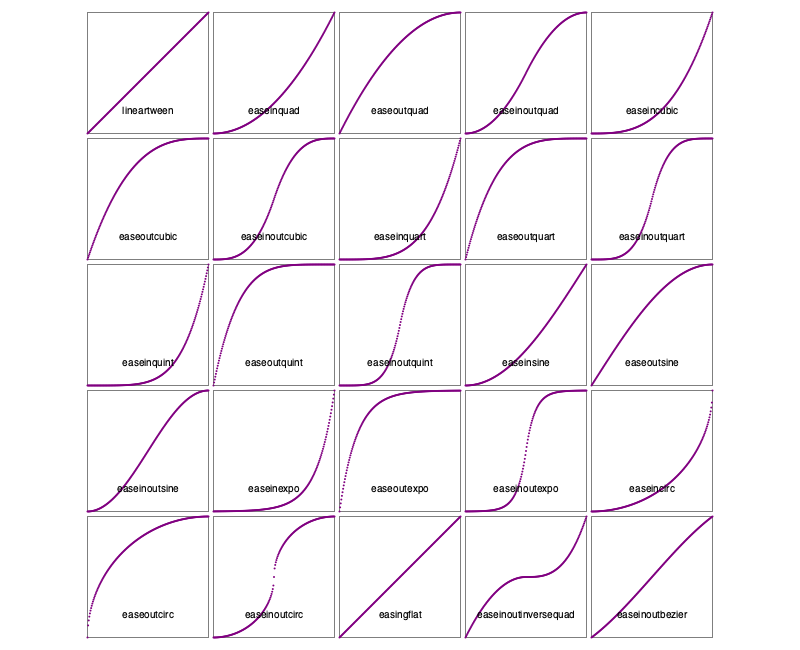 lineartween
easeinquad
easeoutquad
easeinoutquad
easeincubic
easeoutcubic
easeinoutcubic
easeinquart
easeoutquart
easeinoutquart
easeinquint
easeoutquint
easeinoutquint
easeinsine
easeoutsine
easeinoutsine
easeinexpo
easeoutexpo
easeinoutexpo
easeincirc
easeoutcirc
easeinoutcirc
easingflat
easeinoutinversequad
easeinoutbezier